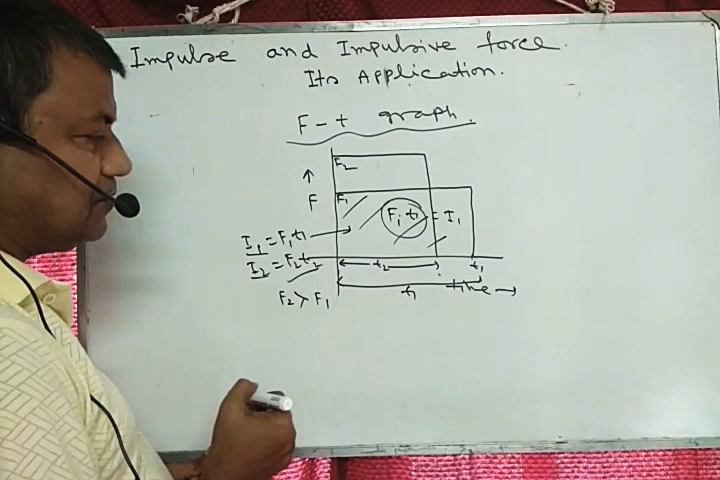 Impulse and Impulsive force.
Its Application.
F-t graph.
F₂
↑
F
F₁
F₁t₁ = I₁
I₁ = F₁t₁ →
I₂ = F₂t₂
t₂
t₁
F₂ > F₁
t₁
time →